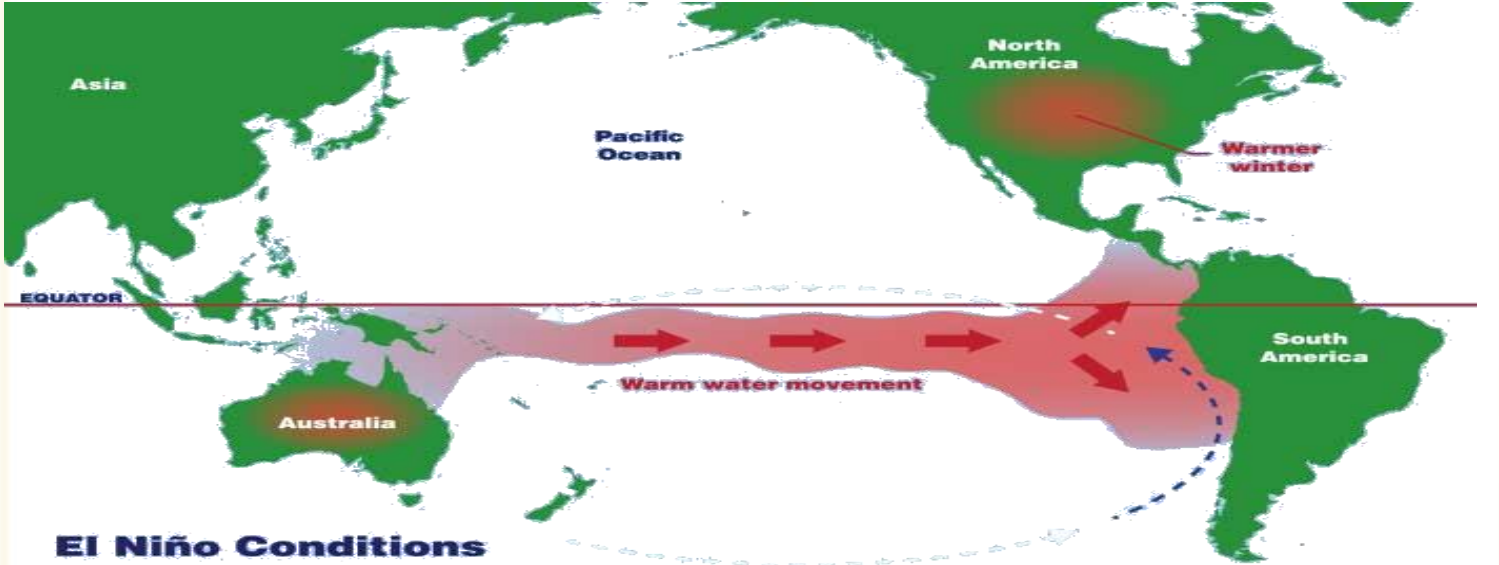 North
America
Asia
Pacific
Ocean
Warmer
winter
EQUATOR
South
America
Warm water movement
Australia
El Niño Conditions